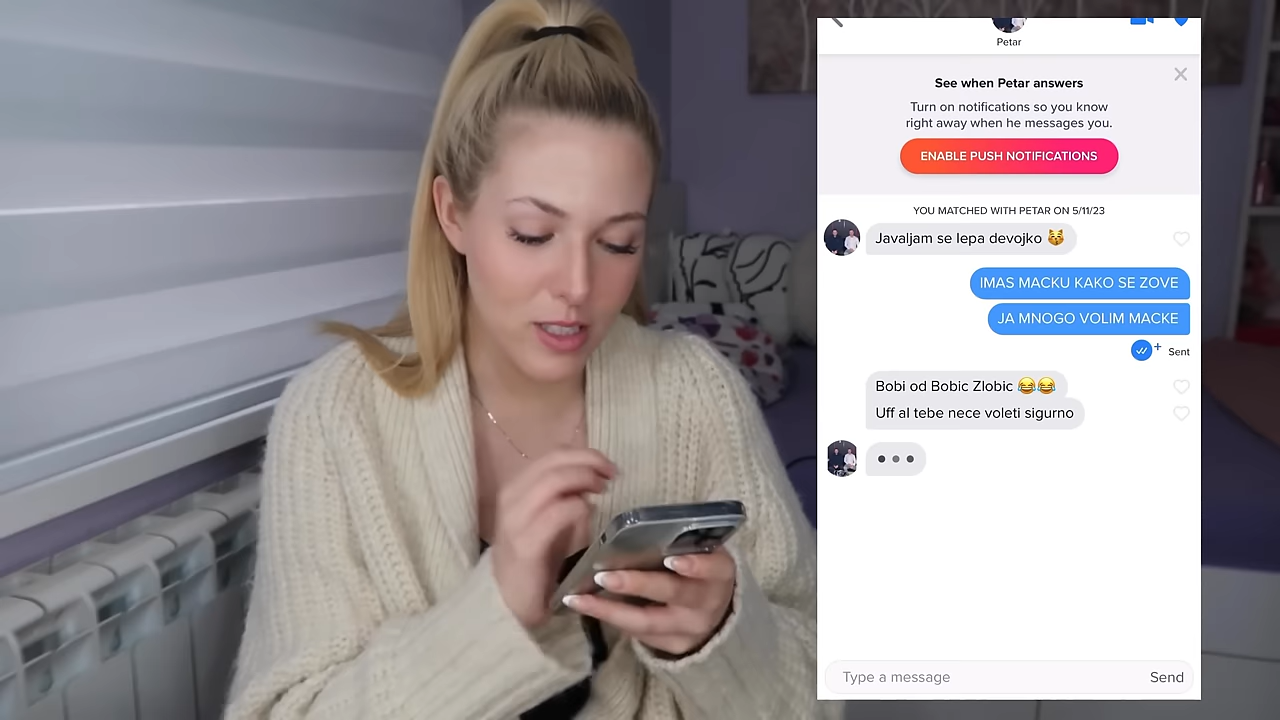 Petar
See when Petar answers
Turn on notifications so you know
right away when he messages you.
ENABLE PUSH NOTIFICATIONS
YOU MATCHED WITH PETAR ON 5/11/23
Javaljam se lepa devojko 😽
IMAS MACKU KAKO SE ZOVE
JA MNOGO VOLIM MACKE
Sent
Bobi od Bobic Zlobic 😂😂
Uff al tebe nece voleti sigurno
Type a message
Send